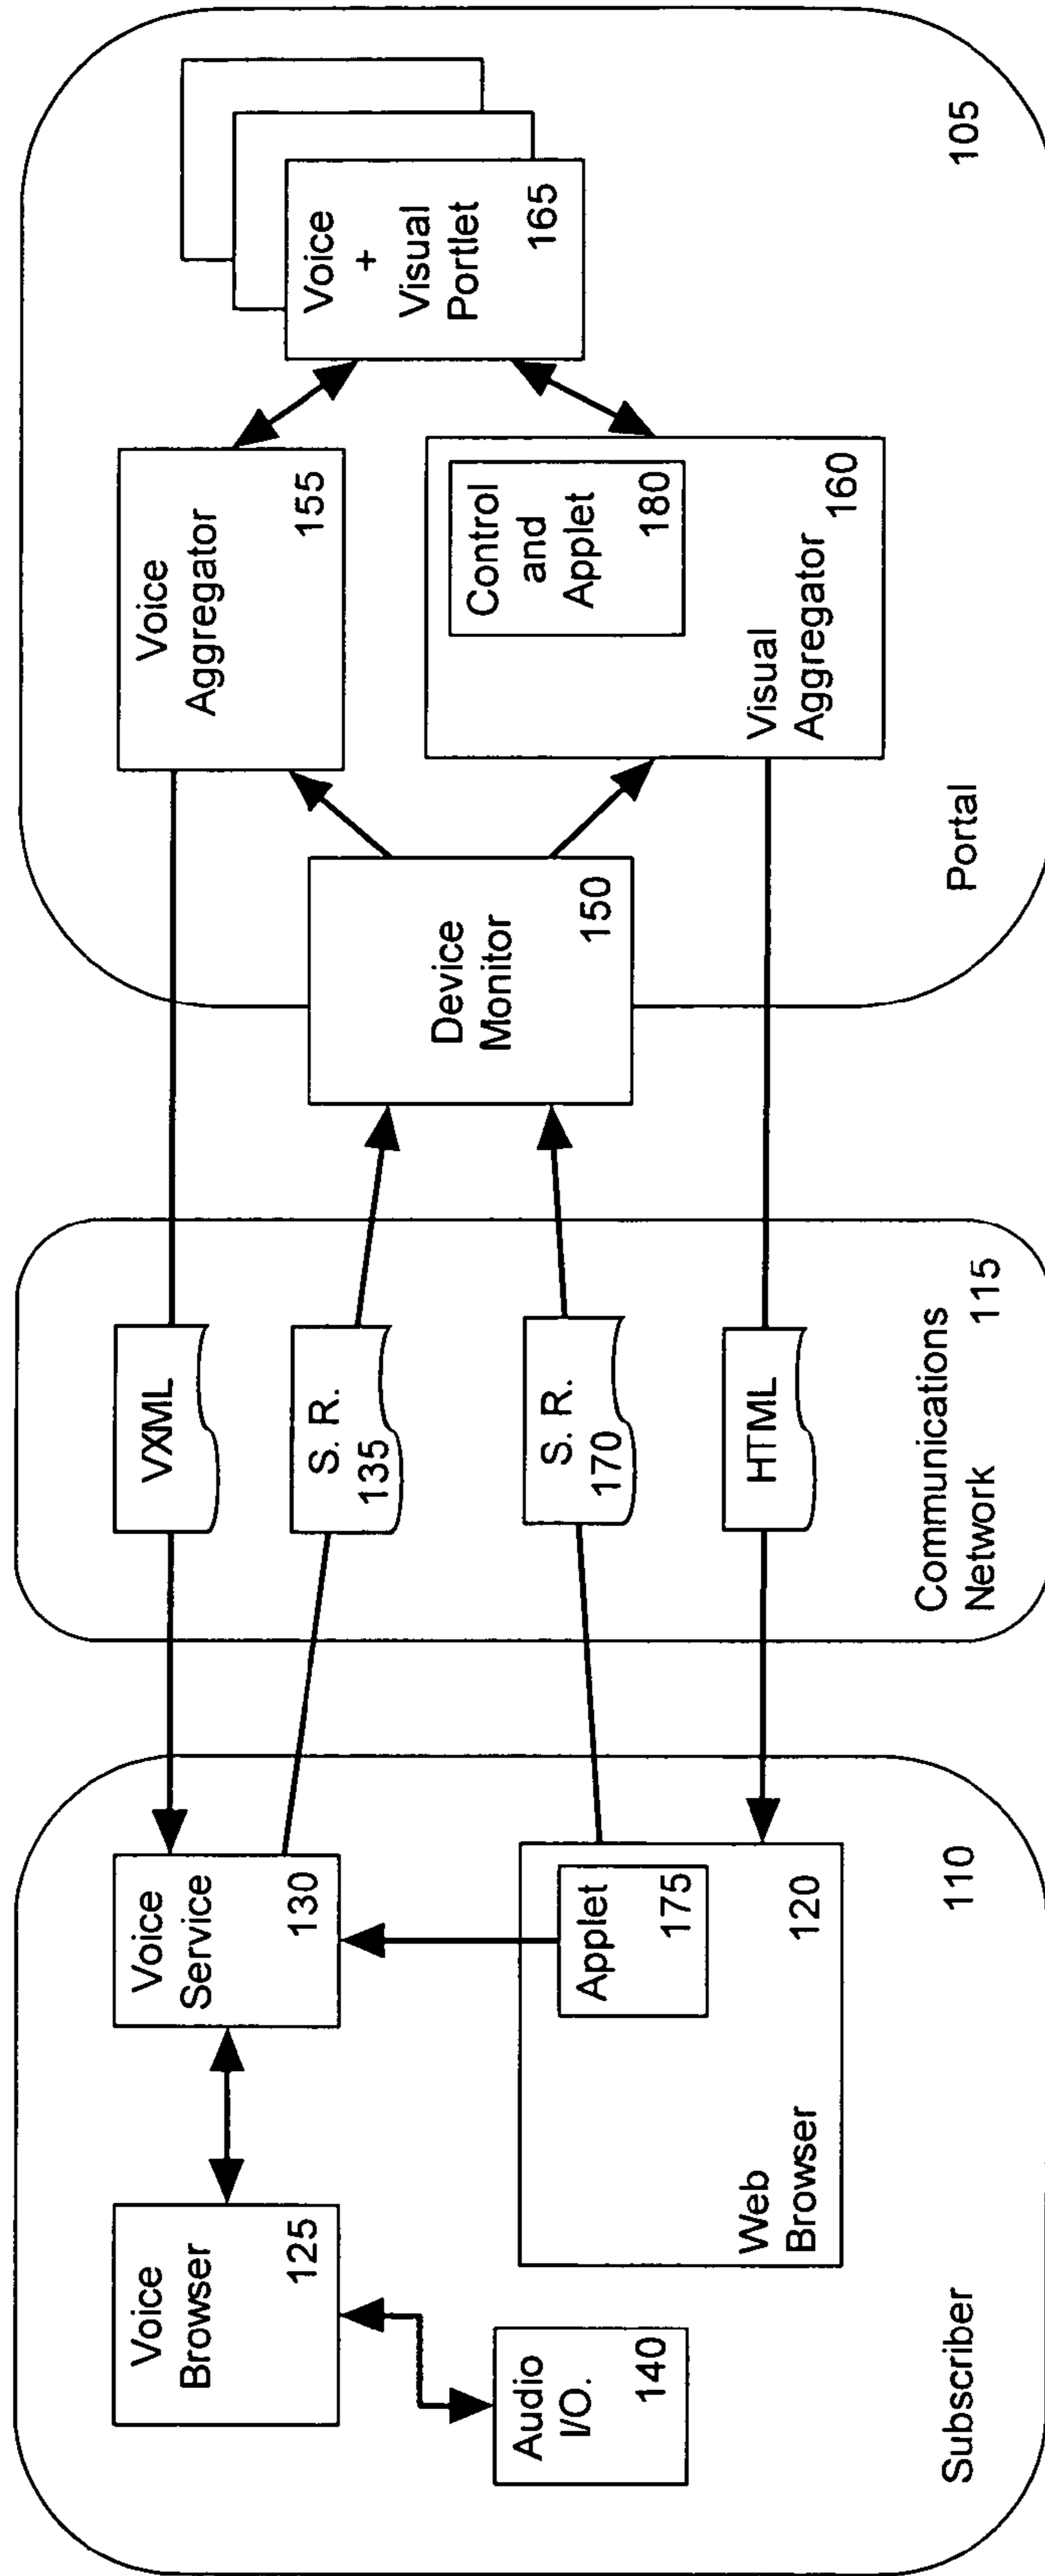 Voice
Browser
125
Audio
I/O.
140
Voice
Service
130
Applet
175
Web
Browser
120
Subscriber
110
VXML
S. R.
135
S. R.
170
HTML
Communications
Network
115
Device
Monitor
150
Voice
Aggregator
155
Control
and
Applet
180
Visual
Aggregator
160
Voice
+
Visual
Portlet
165
Portal
105